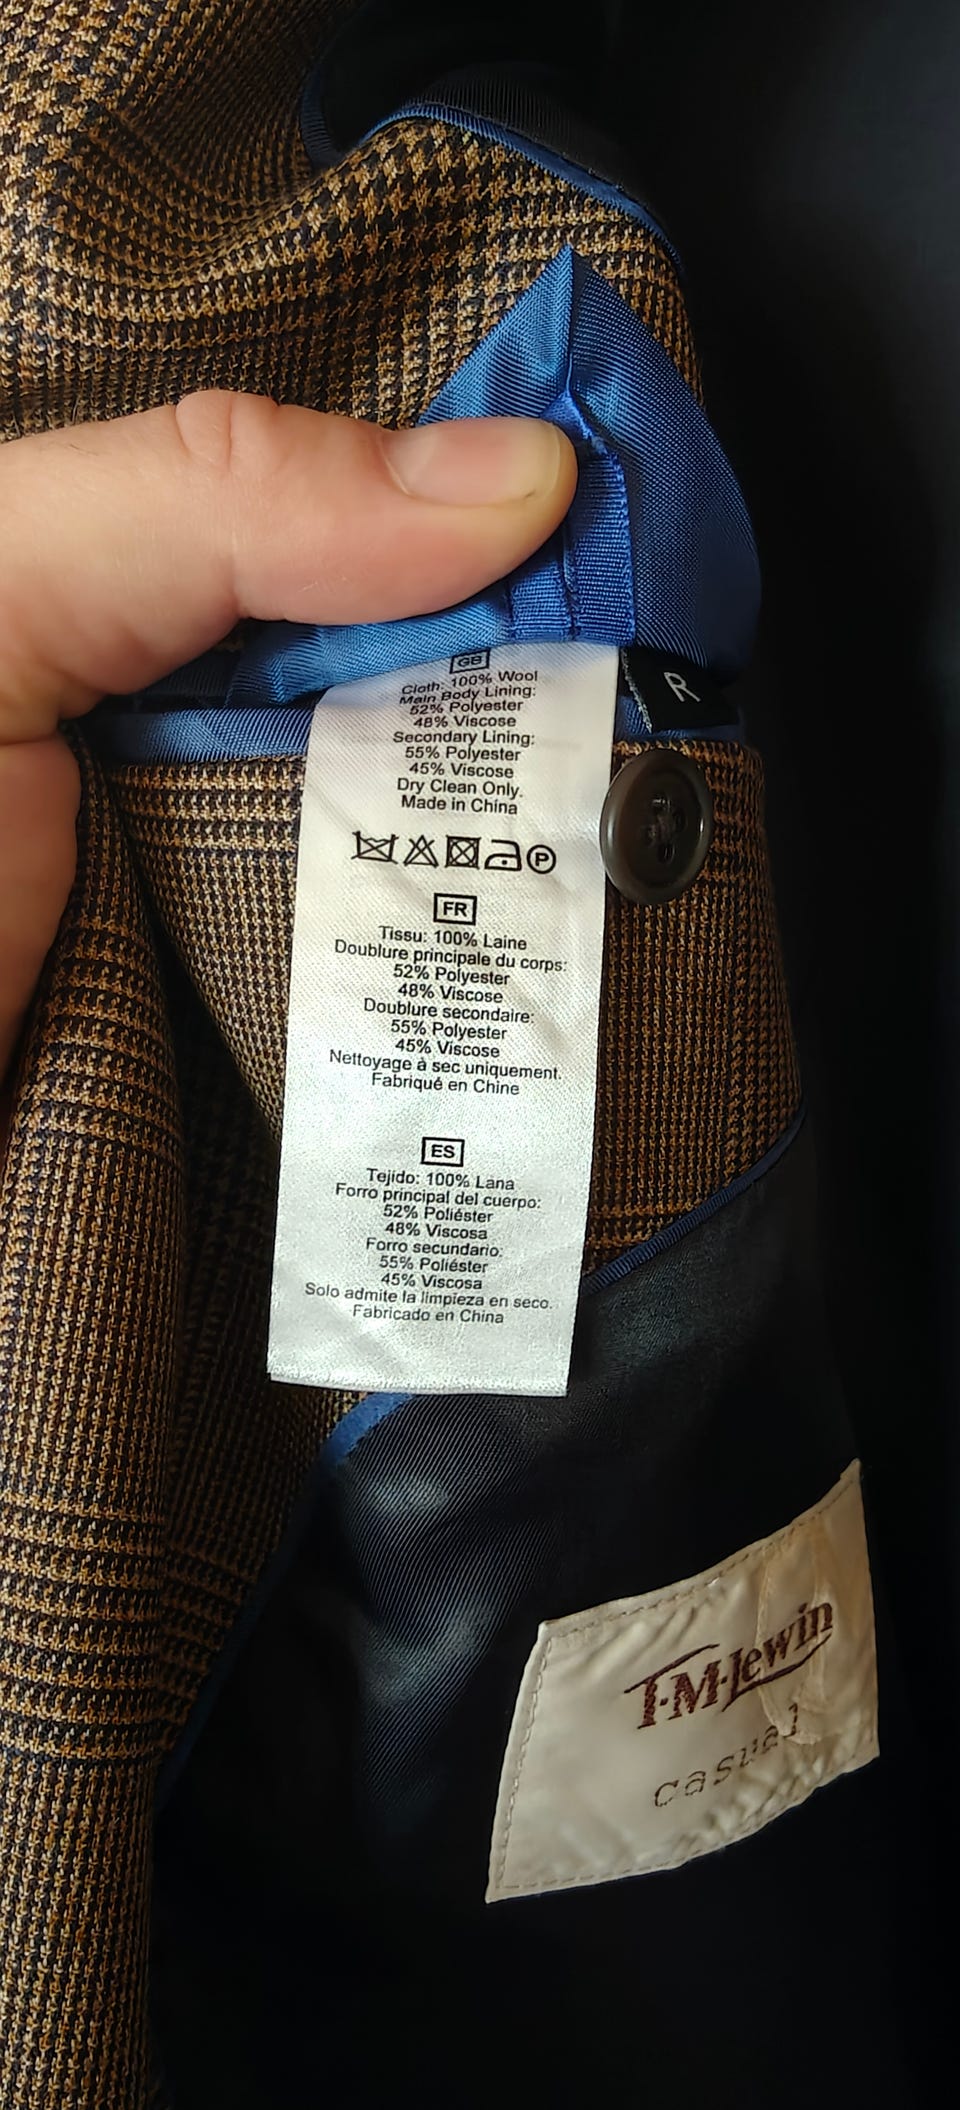 GB
Cloth: 100% Wool
Main Body Lining:
52% Polyester
48% Viscose
Secondary Lining:
55% Polyester
45% Viscose
Dry Clean Only.
Made in China
P
FR
Tissu: 100% Laine
Doublure principale du corps:
52% Polyester
48% Viscose
Doublure secondaire:
55% Polyester
45% Viscose
Nettoyage à sec uniquement.
Fabriqué en Chine
ES
Tejido: 100% Lana
Forro principal del cuerpo:
52% Poliéster
48% Viscosa
Forro secundario:
55% Poliéster
45% Viscosa
Solo admite la limpieza en seco.
Fabricado en China
R
T·M·Lewin
casual